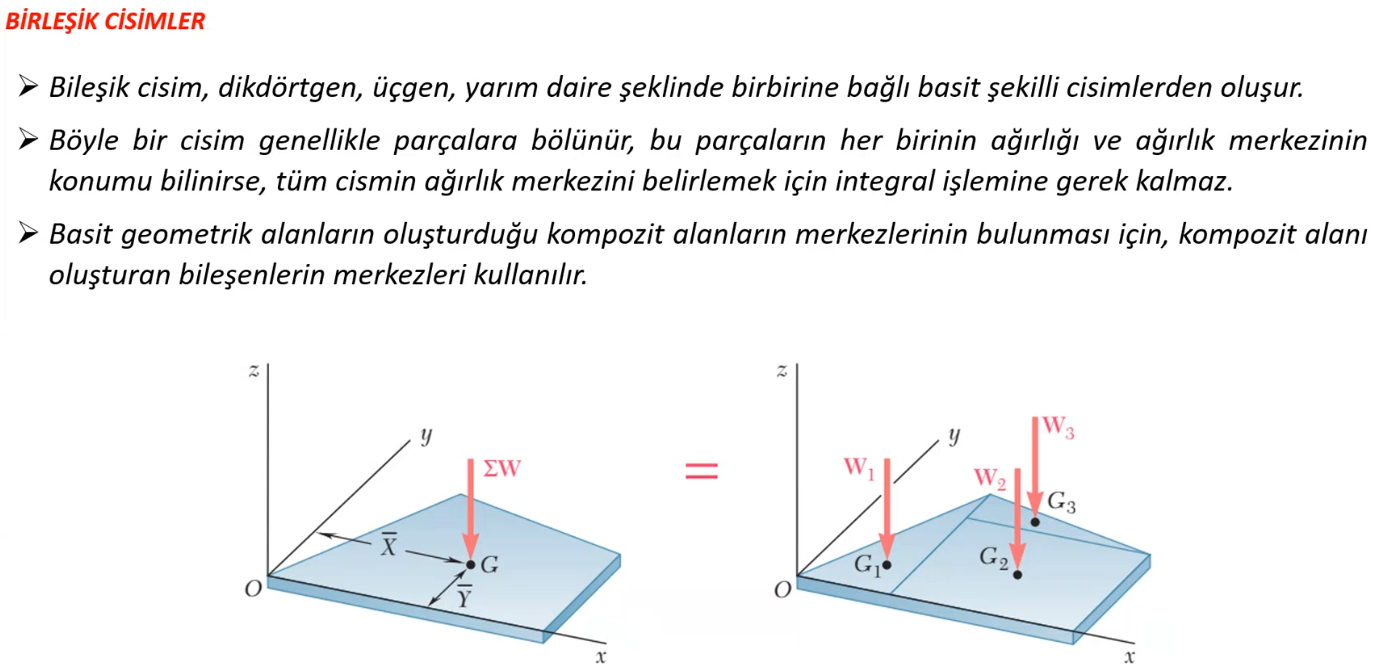 BİRLEŞİK CİSİMLER
➢ Bileşik cisim, dikdörtgen, üçgen, yarım daire şeklinde birbirine bağlı basit şekilli cisimlerden oluşur.
➢ Böyle bir cisim genellikle parçalara bölünür, bu parçaların her birinin ağırlığı ve ağırlık merkezinin
konumu bilinirse, tüm cismin ağırlık merkezini belirlemek için integral işlemine gerek kalmaz.
➢ Basit geometrik alanların oluşturduğu kompozit alanların merkezlerinin bulunması için, kompozit alanı
oluşturan bileşenlerin merkezleri kullanılır.
z
y
ΣW
X̅
G
Y̅
O
x
=
z
y
W₁
W₂
W₃
G₃
G₁
G₂
O
x